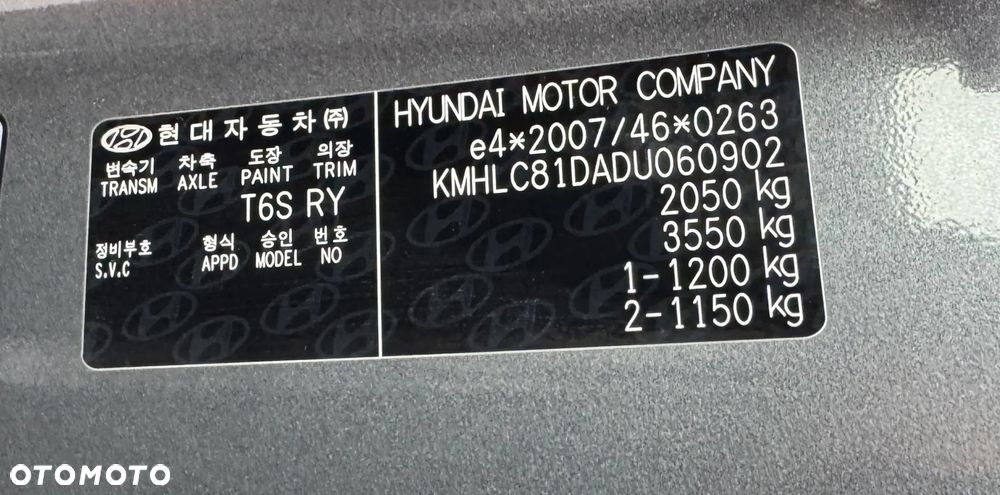 현대자동차(주)
변속기 차축 도장 의장
TRANSM AXLE PAINT TRIM
T6S RY
정비부호 형식 승인 번호
S.V.C APPD MODEL NO
HYUNDAI MOTOR COMPANY
e4*2007/46*0263
KMHLC81DADU060902
2050 kg
3550 kg
1-1200 kg
2-1150 kg
OTOMOTO